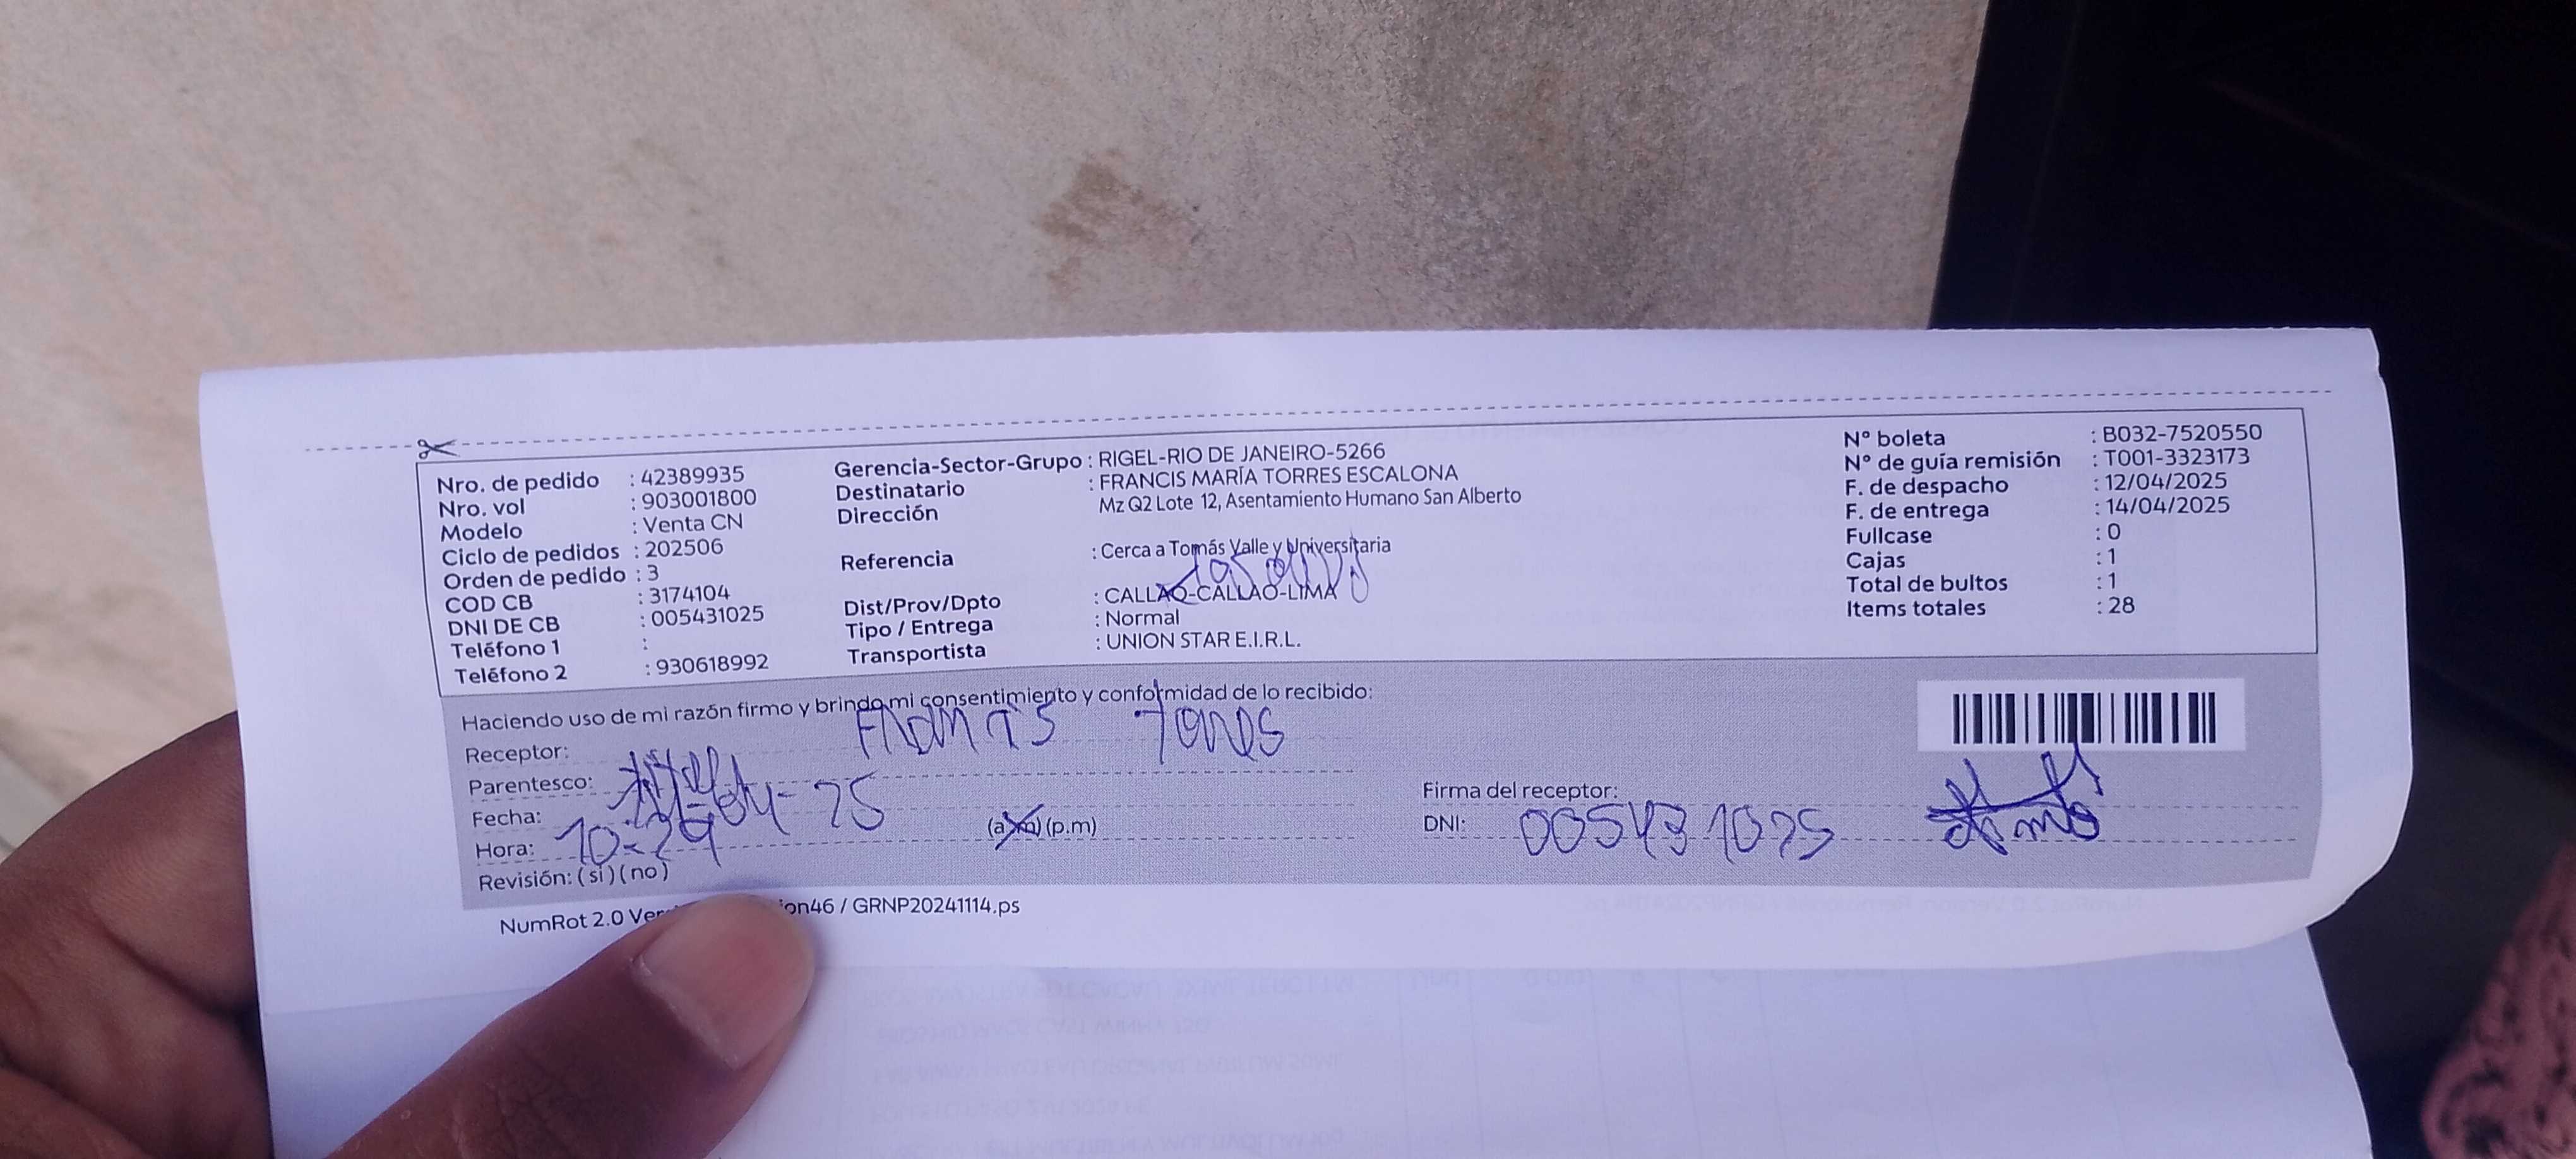 Nro. de pedido : 42389935
Nro. vol : 903001800
Modelo : Venta CN
Ciclo de pedidos : 202506
Orden de pedido : 3
COD CB : 3174104
DNI DE CB : 005431025
Teléfono 1 :
Teléfono 2 : 930618992
Gerencia-Sector-Grupo : RIGEL-RIO DE JANEIRO-5266
Destinatario : FRANCIS MARÍA TORRES ESCALONA
Dirección Mz Q2 Lote 12, Asentamiento Humano San Alberto
Referencia : Cerca a Tomás Valle y Universitaria
Dist/Prov/Dpto : CALLAO-CALLAO-LIMA
Tipo / Entrega : Normal
Transportista : UNION STAR E.I.R.L.
N° boleta : B032-7520550
N° de guía remisión : T001-3323173
F. de despacho : 12/04/2025
F. de entrega : 14/04/2025
Fullcase : 0
Cajas : 1
Total de bultos : 1
Items totales : 28
Haciendo uso de mi razón firmo y brindo mi consentimiento y conformidad de lo recibido:
Receptor:
Parentesco:
Fecha:
Hora: 10:29 (a.m) (p.m)
Revisión: (si) (no)
Firma del receptor:
DNI: 005431025
NumRot 2.0 Ver ion46 / GRNP20241114.ps